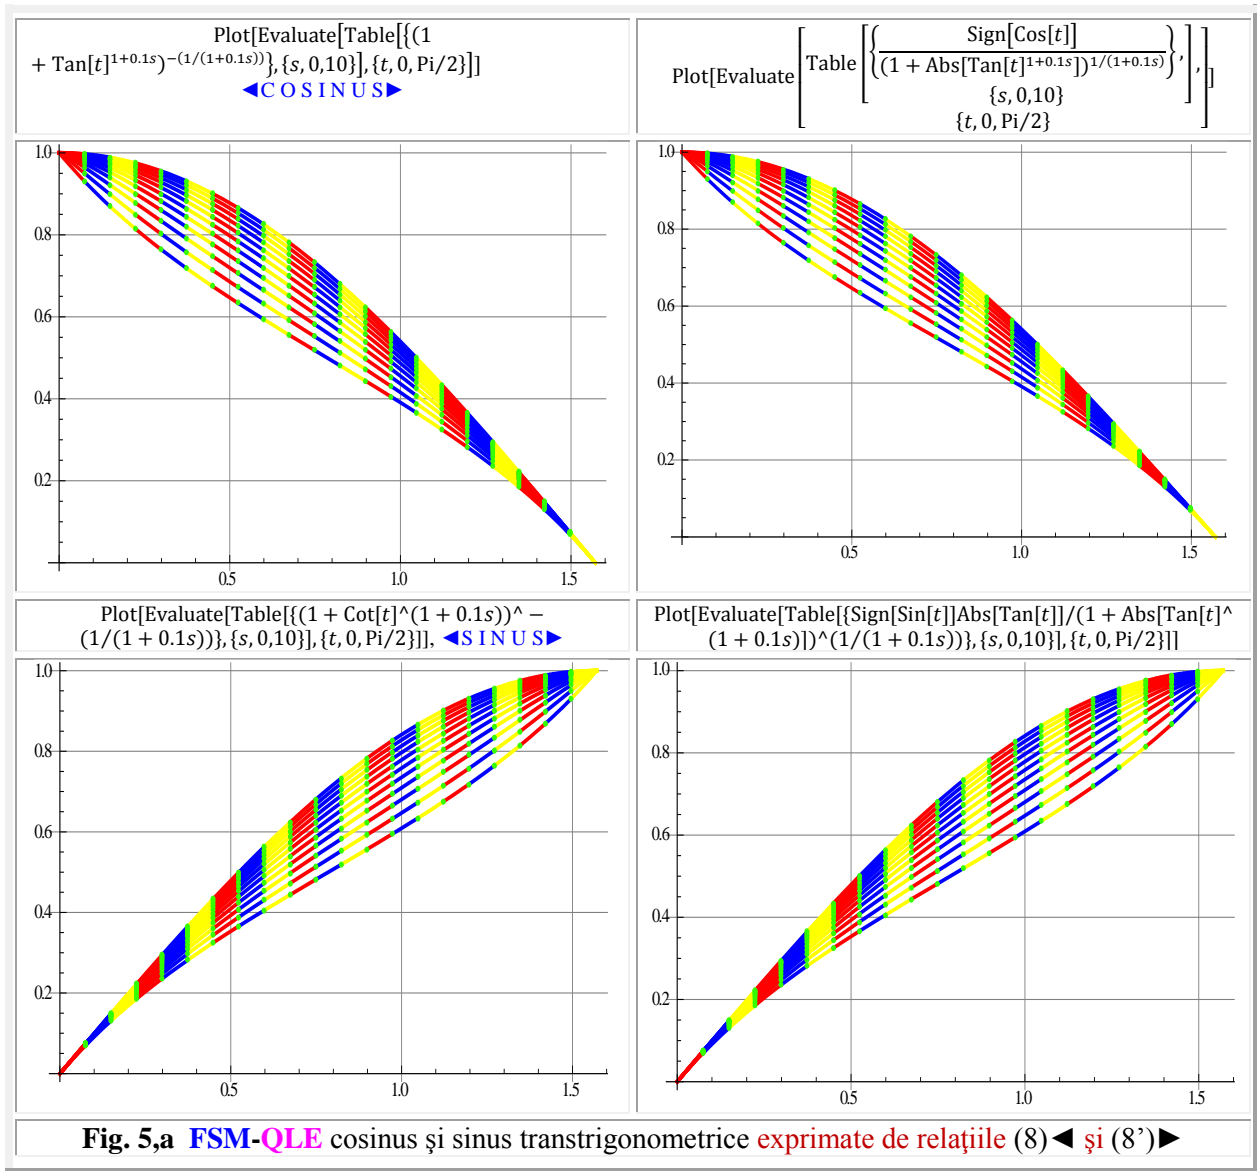 Plot[Evaluate[Table[{(1
+ Tan[t]^{1+0.1s})^{−(1/(1+0.1s))}},{s,0,10}],{t,0,Pi/2}]]
◄C O S I N U S►
Plot[Evaluate[Table[{Sign[Cos[t]]/(1 + Abs[Tan[t]^{1+0.1s}])^{1/(1+0.1s)}},
{s,0,10}],
{t,0,Pi/2}]]
1.0
0.8
0.6
0.4
0.2
0.5 1.0 1.5
1.0
0.8
0.6
0.4
0.2
0.5 1.0 1.5
Plot[Evaluate[Table[{(1 + Cot[t]^(1 + 0.1s))^ −
(1/(1 + 0.1s))},{s,0,10}],{t,0,Pi/2}]], ◄S I N U S►
Plot[Evaluate[Table[{Sign[Sin[t]]Abs[Tan[t]]/(1 + Abs[Tan[t]^
(1 + 0.1s)])^(1/(1 + 0.1s))},{s,0,10}],{t,0,Pi/2}]]
1.0
0.8
0.6
0.4
0.2
0.5 1.0 1.5
1.0
0.8
0.6
0.4
0.2
0.5 1.0 1.5
Fig. 5,a FSM-QLE cosinus şi sinus transtrigonometrice exprimate de relaţiile (8)◄ şi (8’)►